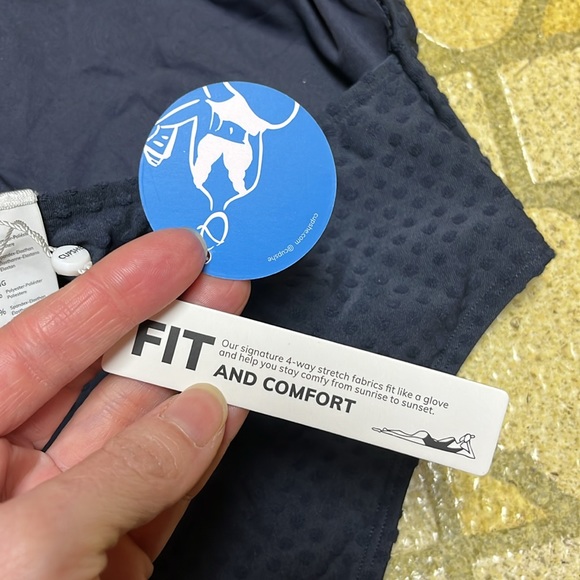 cupshe.com @cupshe
CUPSHE
FIT
Our signature 4-way stretch fabrics fit like a glove
and help you stay comfy from sunrise to sunset.
AND COMFORT